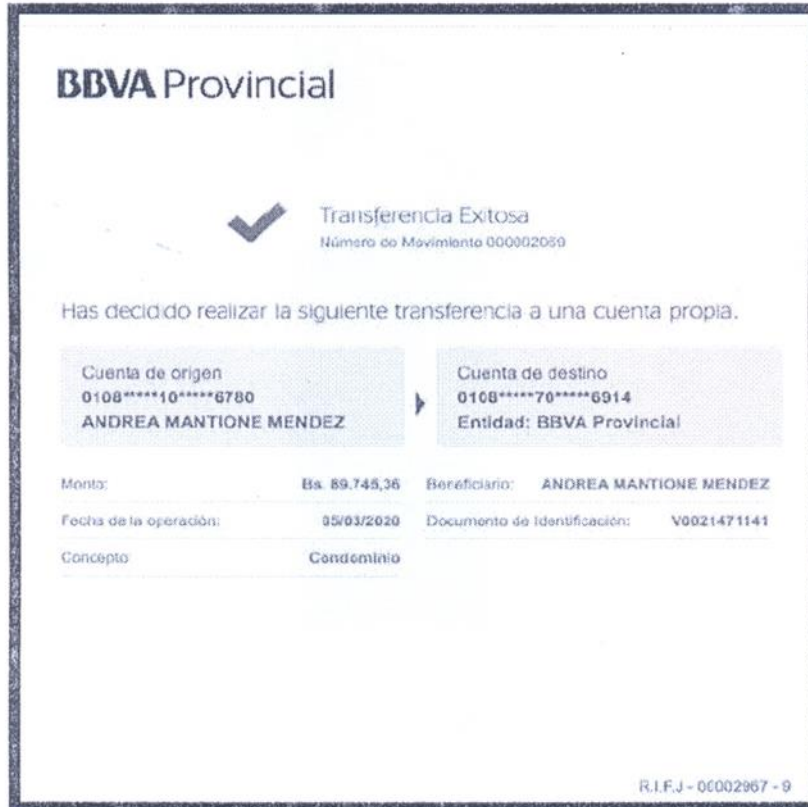 BBVA Provincial
Transferencia Exitosa
Número de Movimiento 000002069
Has decidido realizar la siguiente transferencia a una cuenta propia.
Cuenta de origen
0108*****10*****6780
ANDREA MANTIONE MENDEZ
Cuenta de destino
0108*****70*****6914
Entidad: BBVA Provincial
Monto: Bs. 89.745,36
Beneficiario: ANDREA MANTIONE MENDEZ
Fecha de la operación: 05/03/2020
Documento de Identificación: V0021471141
Concepto Condominio
R.I.F.J - 00002967 - 9